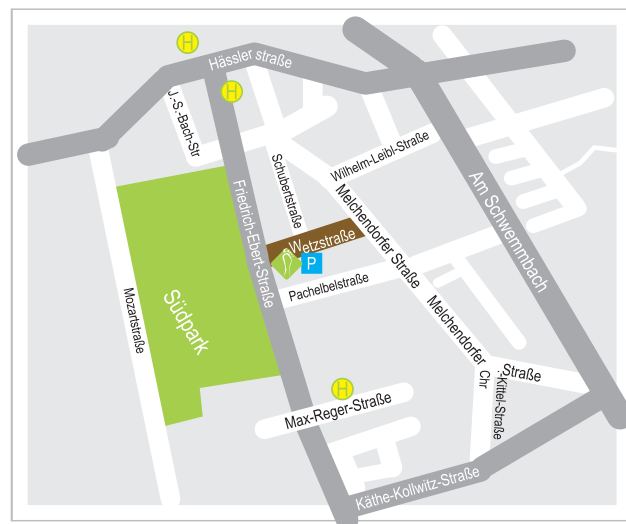 H
Hässler straße
H
J.-S.-Bach-Str
Wilhelm-Leibl-Straße
Schubertstraße
Friedrich-Ebert-Straße
Melchendorfer Straße
Am Schwemmbach
Wetzstraße
P
Pachelbelstraße
Südpark
Mozartstraße
Melchendorfer
Straße
Chr
.-Kittel-Straße
H
Max-Reger-Straße
Käthe-Kollwitz-Straße